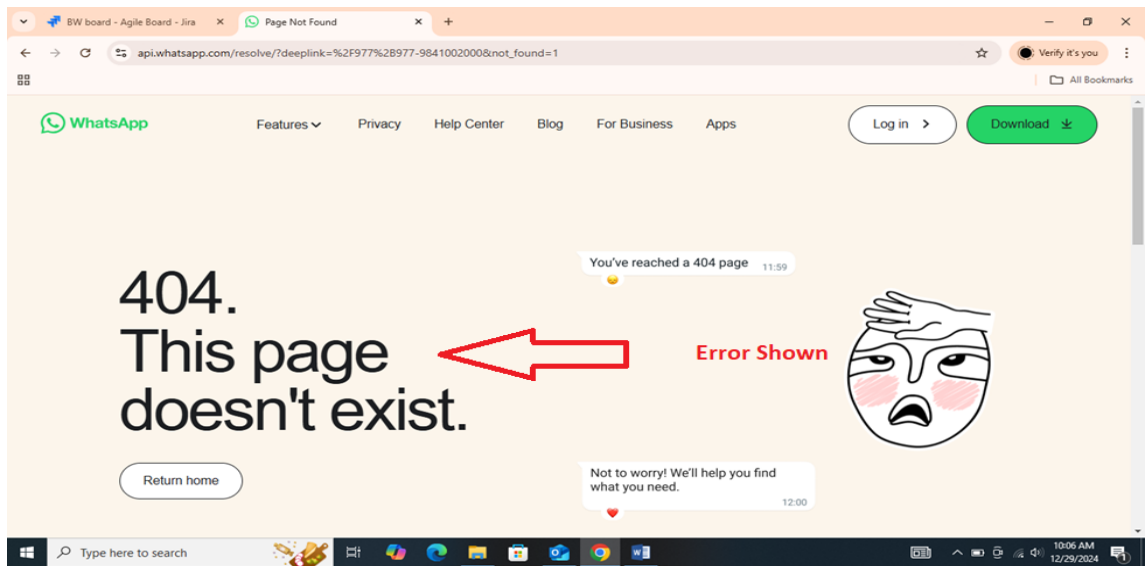 BW board - Agile Board - Jira
Page Not Found
api.whatsapp.com/resolve/?deeplink=%2F977%2B977-9841002000&not_found=1
Verify it's you
All Bookmarks
WhatsApp
Features
Privacy
Help Center
Blog
For Business
Apps
Log in
Download
You've reached a 404 page 11:59
404.
This page
doesn't exist.
Error Shown
Return home
Not to worry! We'll help you find
what you need.
12:00
Type here to search
10:06 AM
12/29/2024
1